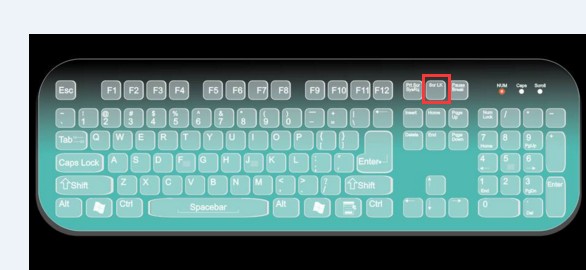 Esc F1 F2 F3 F4 F5 F6 F7 F8 F9 F10 F11 F12 Prt Scr SysRq Scr LK Pause Break NUM Caps Scroll
~ ! 1 @ 2 # 3 $ 4 % 5 ^ 6 & 7 * 8 ( 9 ) 0 Insert Home Page Up Num Lock / * -
Tab Q W E R T Y U I O P { } Delete End Page Down 7 Home 8 9 PgUp +
Caps Lock A S D F G H J K L Enter 4 5 6
Shift Z X C V B N M < > ? / Shift 1 End 2 3 PgDn Enter
Alt Ctrl Spacebar Alt Ctrl 0 Del